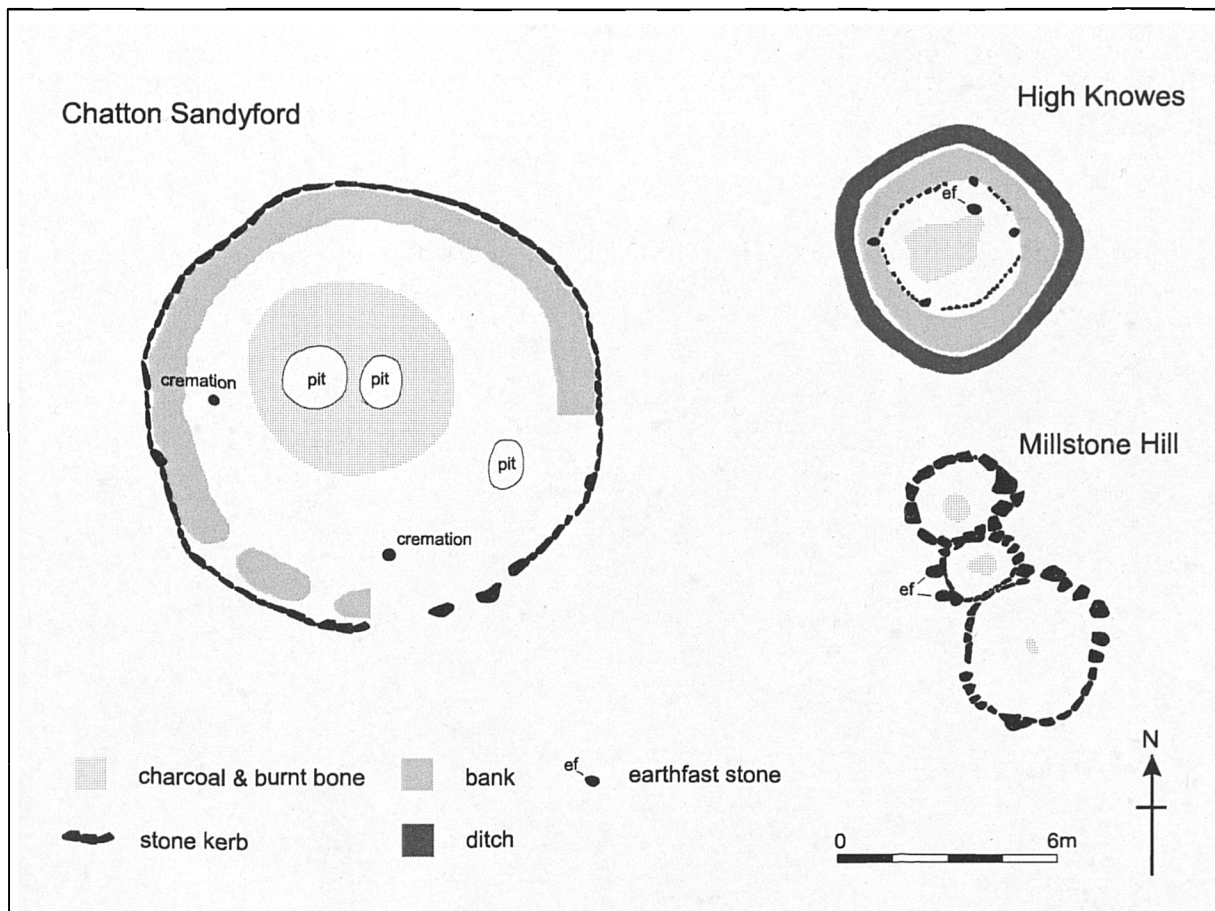 Chatton Sandyford
High Knowes
ef
cremation
pit
pit
pit
Millstone Hill
cremation
ef
N
charcoal & burnt bone
bank
ef
earthfast stone
stone kerb
ditch
0
6m